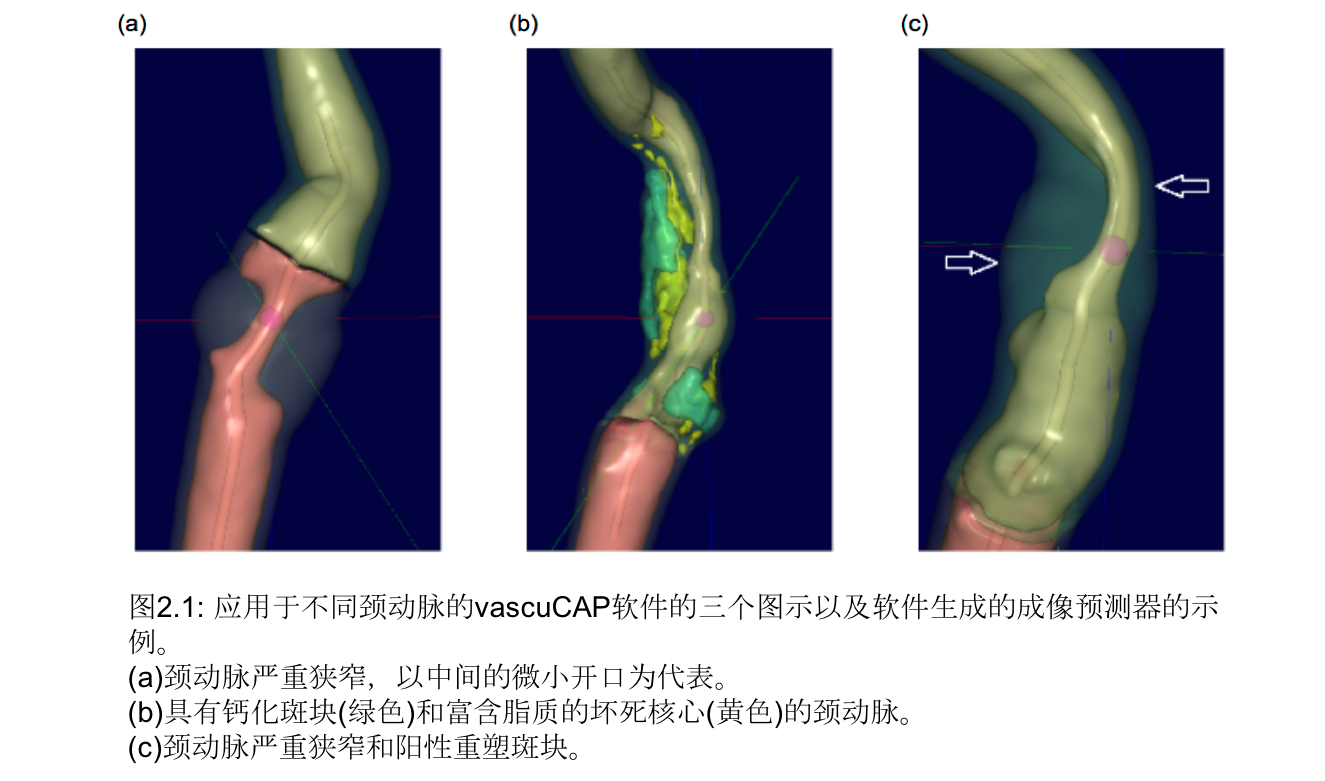 (a) (b) (c)
图2.1: 应用于不同颈动脉的vascuCAP软件的三个图示以及软件生成的成像预测器的示
例。
(a)颈动脉严重狭窄，以中间的微小开口为代表。
(b)具有钙化斑块(绿色)和富含脂质的坏死核心(黄色)的颈动脉。
(c)颈动脉严重狭窄和阳性重塑斑块。